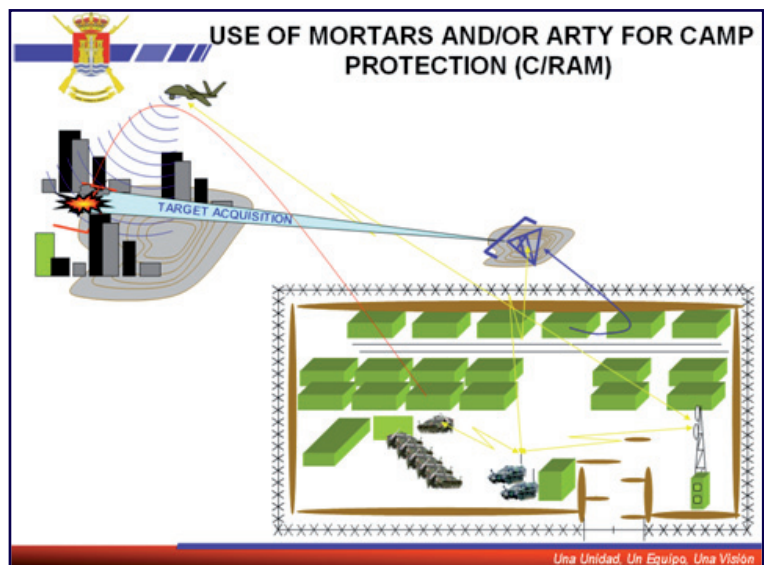 USE OF MORTARS AND/OR ARTY FOR CAMP
PROTECTION (C/RAM)
TARGET ACQUISITION
Una Unidad, Un Equipo, Una Visión